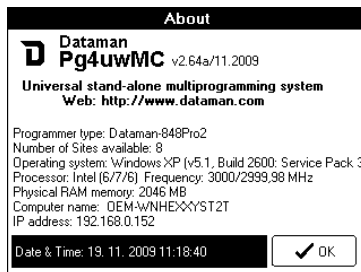 About
Dataman
Pg4uwMC v2.64a/11.2009
Universal stand-alone multiprogramming system
Web: http://www.dataman.com
Programmer type: Dataman-848Pro2
Number of Sites available: 8
Operating system: Windows XP (v5.1, Build 2600: Service Pack 3
Processor: Intel (6/7/6) Frequency: 3000/2999,98 MHz
Physical RAM memory: 2046 MB
Computer name: OEM-WNHEXXYST2T
IP address: 192.168.0.152
Date & Time: 19. 11. 2009 11:18:40
OK